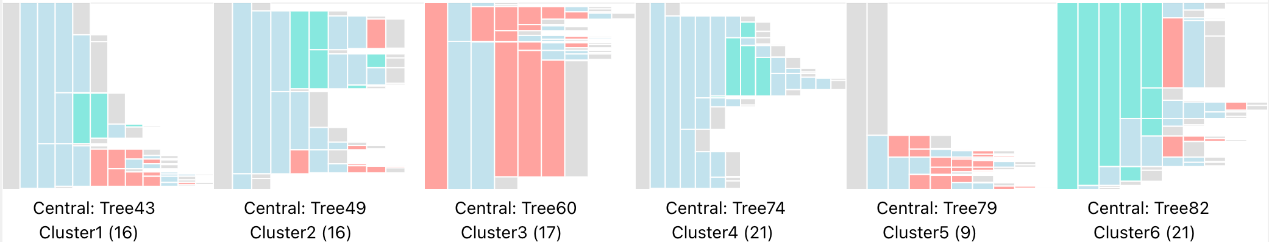 Central: Tree43
Cluster1 (16)
Central: Tree49
Cluster2 (16)
Central: Tree60
Cluster3 (17)
Central: Tree74
Cluster4 (21)
Central: Tree79
Cluster5 (9)
Central: Tree82
Cluster6 (21)